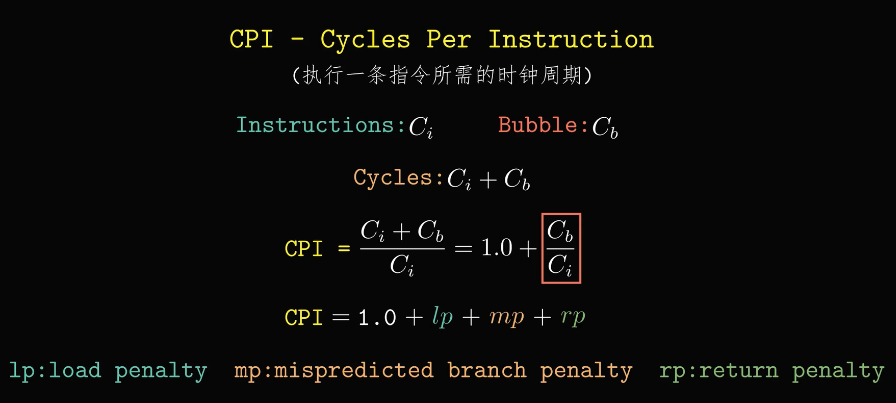 CPI - Cycles Per Instruction
(执行一条指令所需的时钟周期)
Instructions:C_i Bubble:C_b
Cycles:C_i + C_b
CPI = \frac{C_i + C_b}{C_i} = 1.0 + \frac{C_b}{C_i}
CPI = 1.0 + lp + mp + rp
lp:load penalty mp:mispredicted branch penalty rp:return penalty